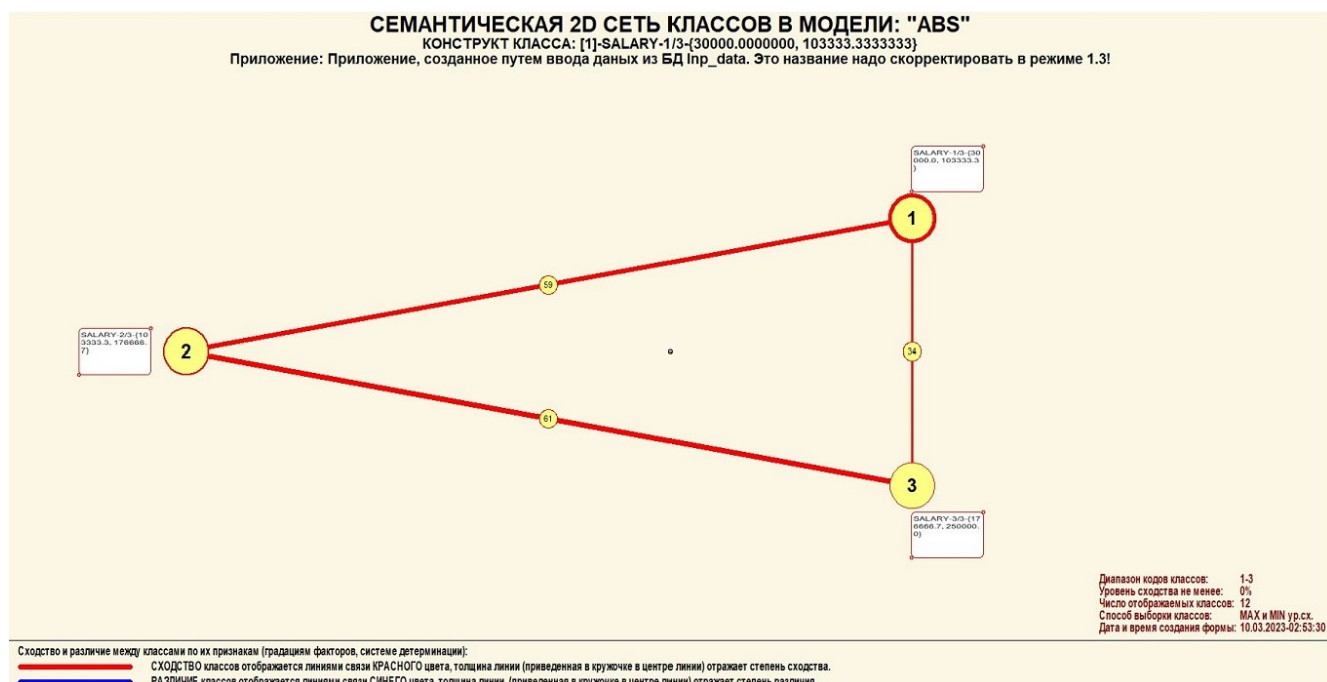 СЕМАНТИЧЕСКАЯ 2D СЕТЬ КЛАССОВ В МОДЕЛИ: "ABS"
КОНСТРУКТ КЛАССА: [1]-SALARY-1/3-{30000.0000000, 103333.3333333}
Приложение: Приложение, созданное путем ввода даных из БД Inp_data. Это название надо скорректировать в режиме 1.3!
SALARY-1/3-{30
000.0, 103333.3
}
1
59
SALARY-2/3-{10
3333.3, 176666.
7}
2
34
61
3
SALARY-3/3-{17
6666.7, 250000.
0}
Диапазон кодов классов: 1-3
Уровень сходства не менее: 0%
Число отображаемых классов: 12
Способ выборки классов: MAX и MIN ур.сх.
Дата и время создания формы: 10.03.2023-02:53:30
Сходство и различие между классами по их признакам (градациям факторов, системе детерминации):
СХОДСТВО классов отображается линиями связи КРАСНОГО цвета, толщина линии (приведенная в кружочке в центре линии) отражает степень сходства.
РАЗЛИЧИЕ классов отображается линиями связи СИНЕГО цвета, толщина линии, (приведенная в кружочке в центре линии) отражает степень различия.